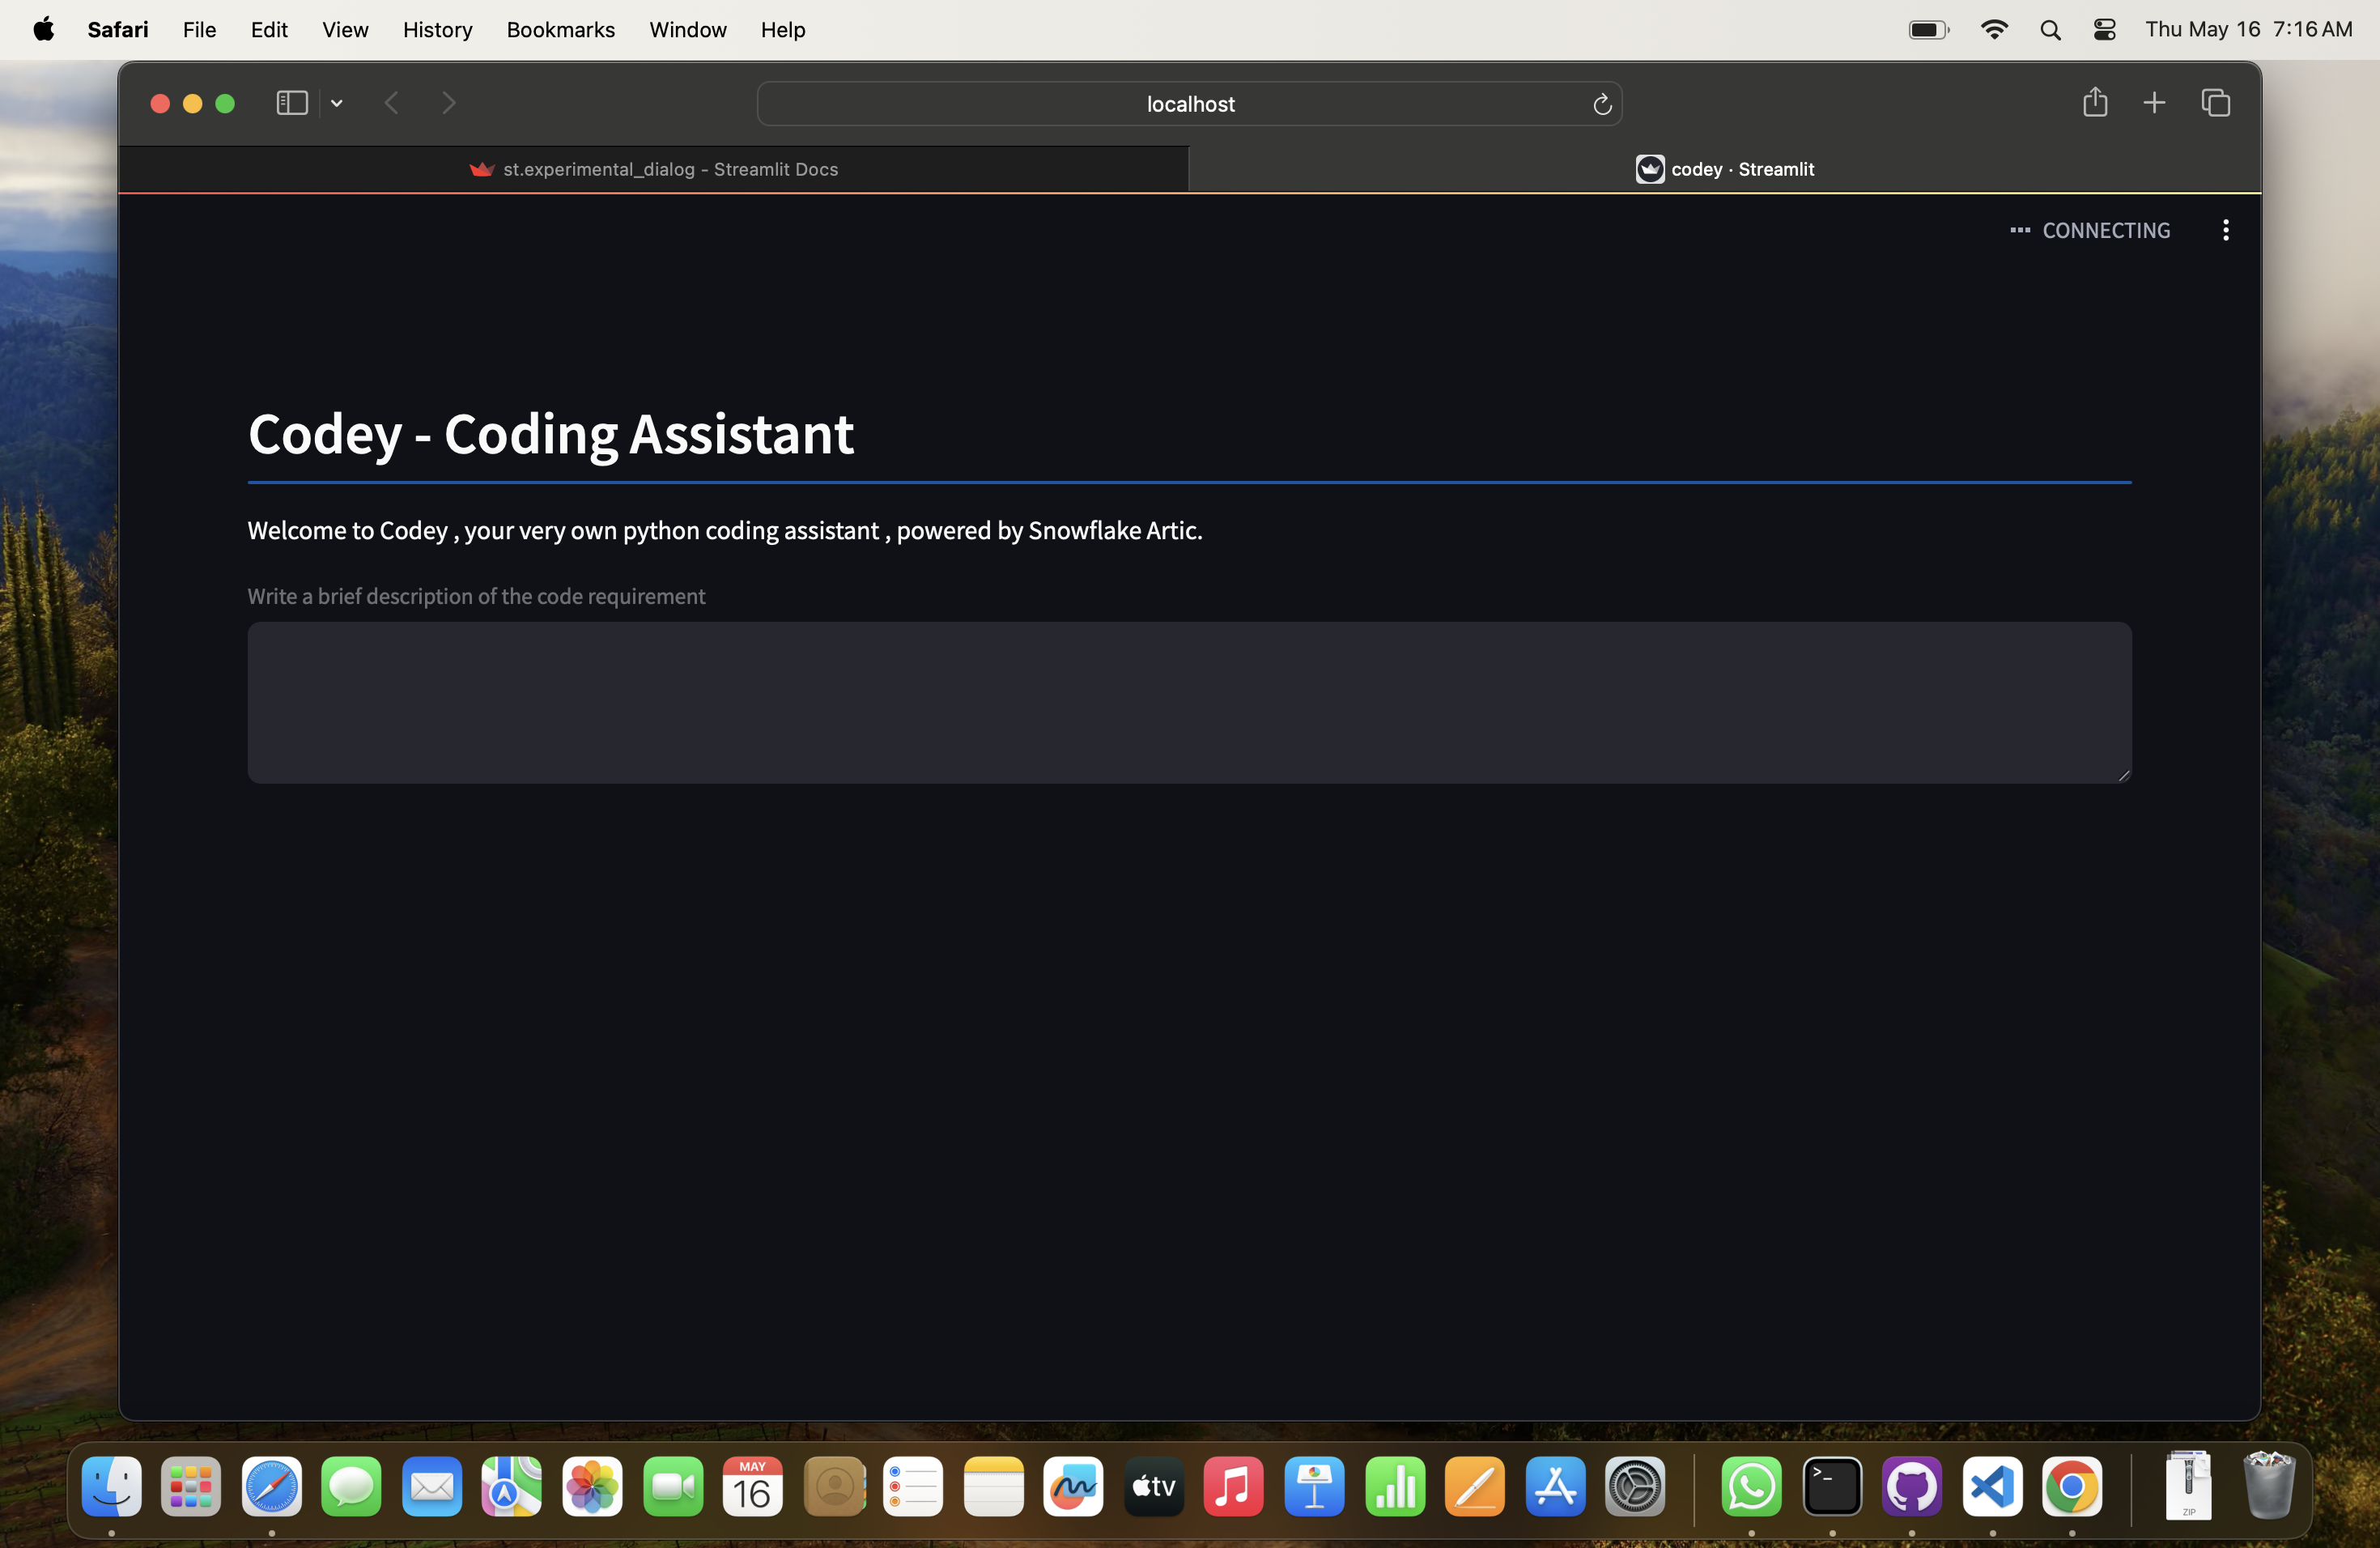 Safari File Edit View History Bookmarks Window Help Thu May 16 7:16 AM
localhost
st.experimental_dialog - Streamlit Docs
codey · Streamlit
CONNECTING
Codey - Coding Assistant
Welcome to Codey , your very own python coding assistant , powered by Snowflake Artic.
Write a brief description of the code requirement
MAY
16
tv
>_
ZIP